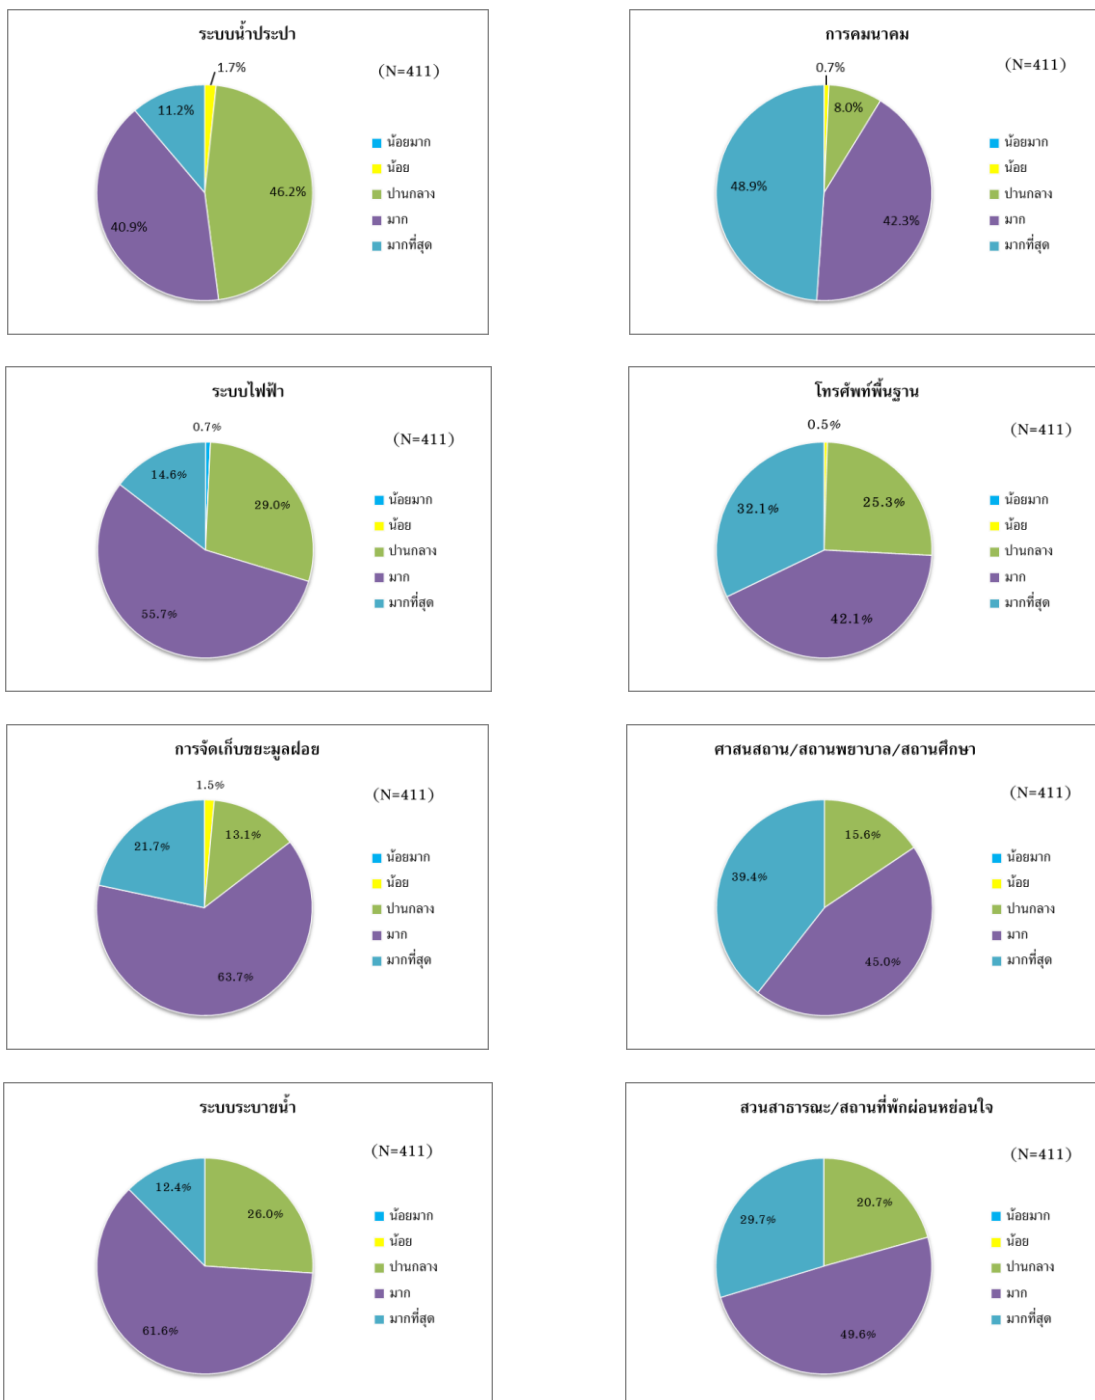 ระบบน้ำประปา
(N=411)
1.7%
11.2%
46.2%
40.9%
น้อยมาก
น้อย
ปานกลาง
มาก
มากที่สุด
การคมนาคม
(N=411)
0.7%
8.0%
48.9%
42.3%
น้อยมาก
น้อย
ปานกลาง
มาก
มากที่สุด
ระบบไฟฟ้า
0.7%
(N=411)
14.6%
29.0%
55.7%
น้อยมาก
น้อย
ปานกลาง
มาก
มากที่สุด
โทรศัพท์พื้นฐาน
0.5%
(N=411)
32.1%
25.3%
42.1%
น้อยมาก
น้อย
ปานกลาง
มาก
มากที่สุด
การจัดเก็บขยะมูลฝอย
1.5%
(N=411)
21.7%
13.1%
63.7%
น้อยมาก
น้อย
ปานกลาง
มาก
มากที่สุด
ศาสนสถาน/สถานพยาบาล/สถานศึกษา
(N=411)
15.6%
39.4%
45.0%
น้อยมาก
น้อย
ปานกลาง
มาก
มากที่สุด
ระบบระบายน้ำ
(N=411)
12.4%
26.0%
61.6%
น้อยมาก
น้อย
ปานกลาง
มาก
มากที่สุด
สวนสาธารณะ/สถานที่พักผ่อนหย่อนใจ
(N=411)
29.7%
20.7%
49.6%
น้อยมาก
น้อย
ปานกลาง
มาก
มากที่สุด